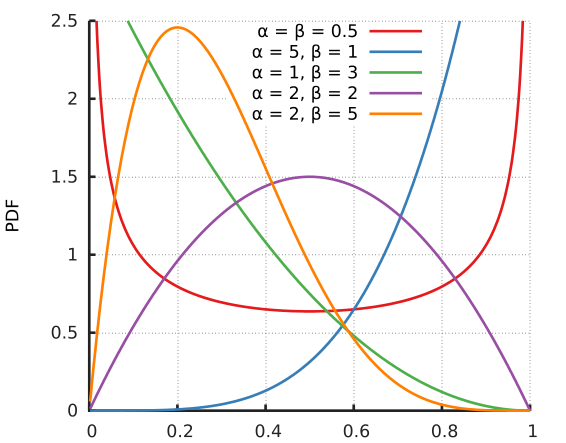 2.5
α = β = 0.5
α = 5, β = 1
α = 1, β = 3
α = 2, β = 2
α = 2, β = 5
2
1.5
PDF
1
0.5
0
0 0.2 0.4 0.6 0.8 1